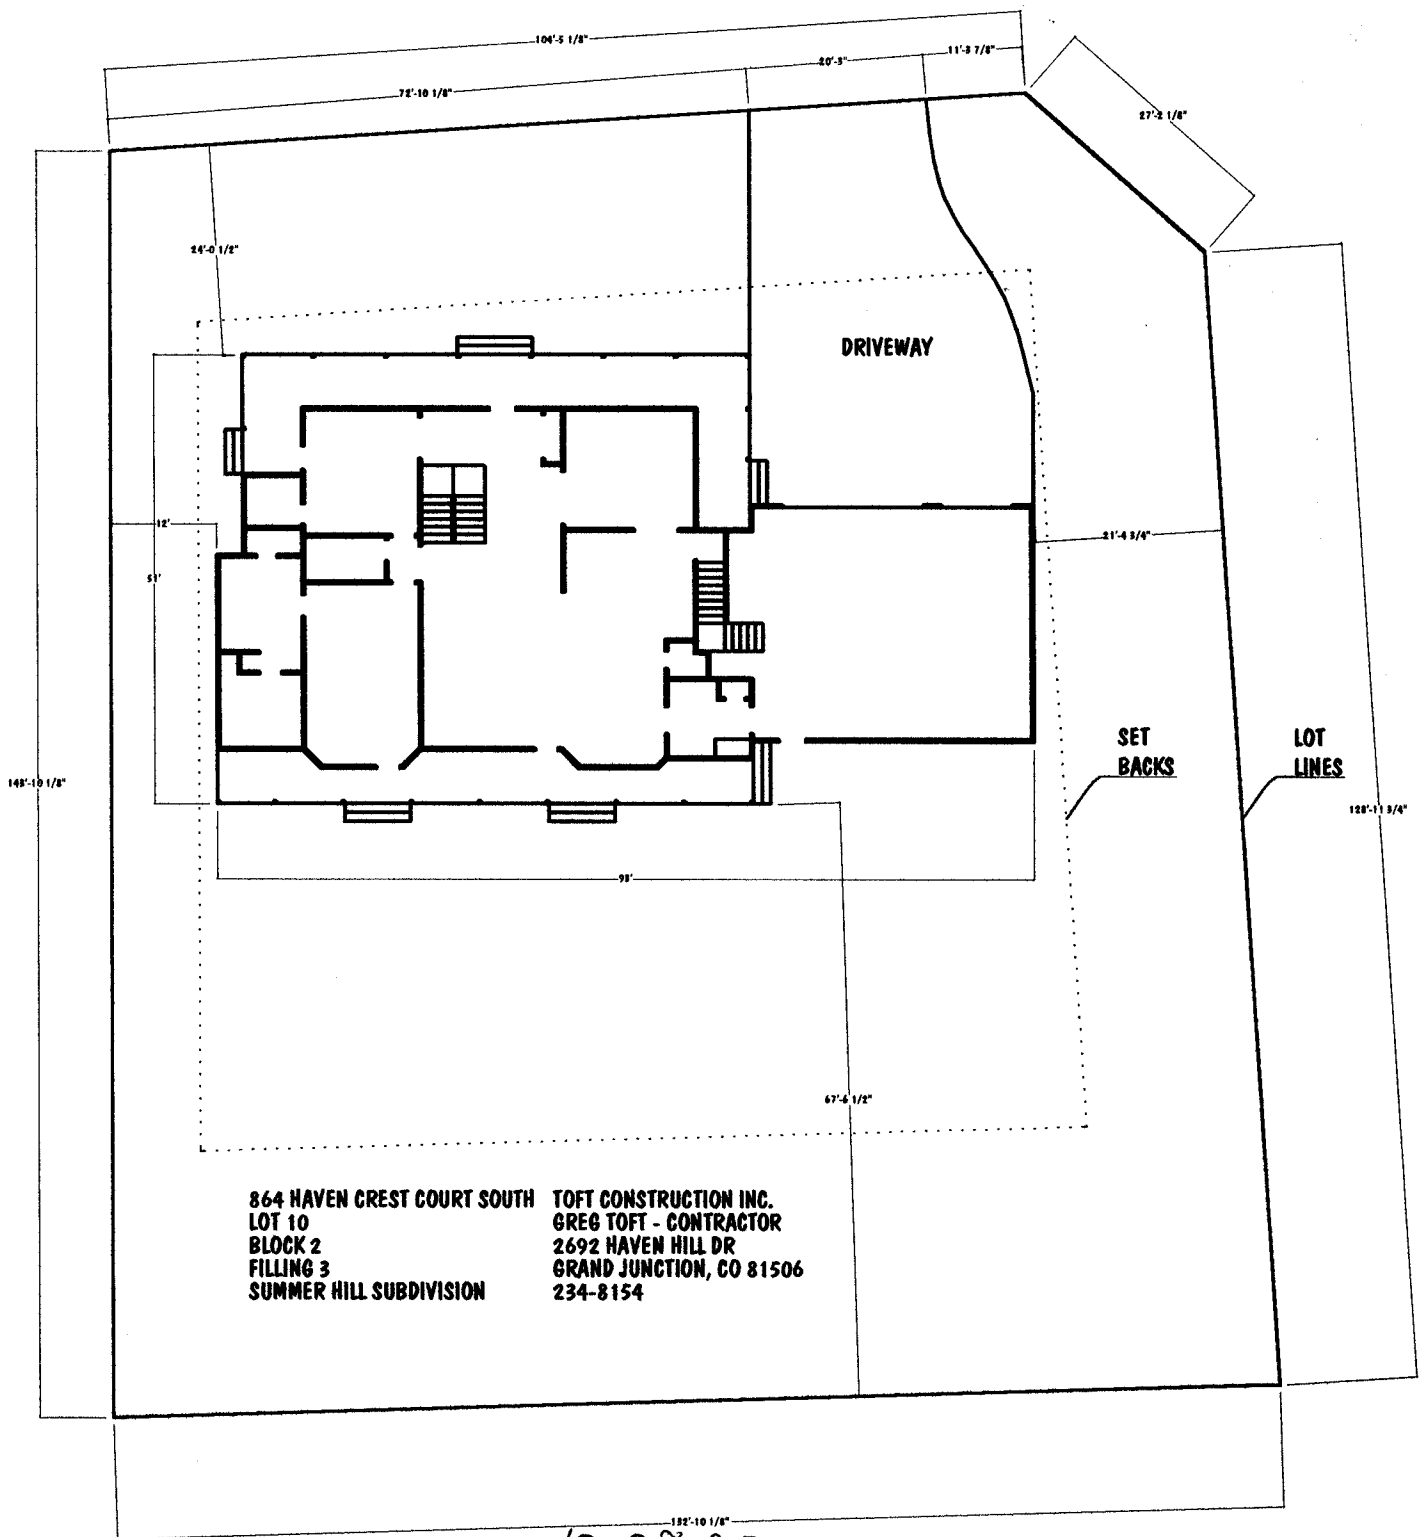 104'-5 1/8"
11'-3 7/8"
20'-3"
72'-10 1/8"
27'-2 1/8"
24'-0 1/2"
DRIVEWAY
12'
21'-4 3/4"
51'
SET
BACKS
LOT
LINES
128'-11 3/4"
93'
67'-6 1/2"
864 HAVEN CREST COURT SOUTH
LOT 10
BLOCK 2
FILLING 3
SUMMER HILL SUBDIVISION
TOFT CONSTRUCTION INC.
GREG TOFT - CONTRACTOR
2692 HAVEN HILL DR
GRAND JUNCTION, CO 81506
234-8154
132'-10 1/8"